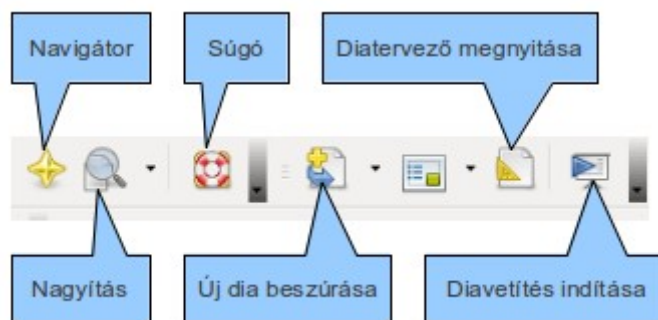 Navigátor
Súgó
Diatervező megnyitása
Nagyítás
Új dia beszúrása
Diavetítés indítása